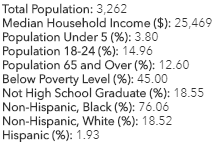 Total Population: 3,262
Median Household Income ($): 25,469
Population Under 5 (%): 3.80
Population 18-24 (%): 14.96
Population 65 and Over (%): 12.60
Below Poverty Level (%): 45.00
Not High School Graduate (%): 18.55
Non-Hispanic, Black (%): 76.06
Non-Hispanic, White (%): 18.52
Hispanic (%): 1.93